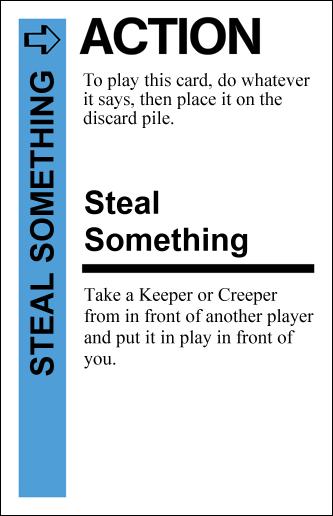 ACTION
To play this card, do whatever
it says, then place it on the
discard pile.
STEAL SOMETHING
Steal
Something
Take a Keeper or Creeper
from in front of another player
and put it in play in front of
you.